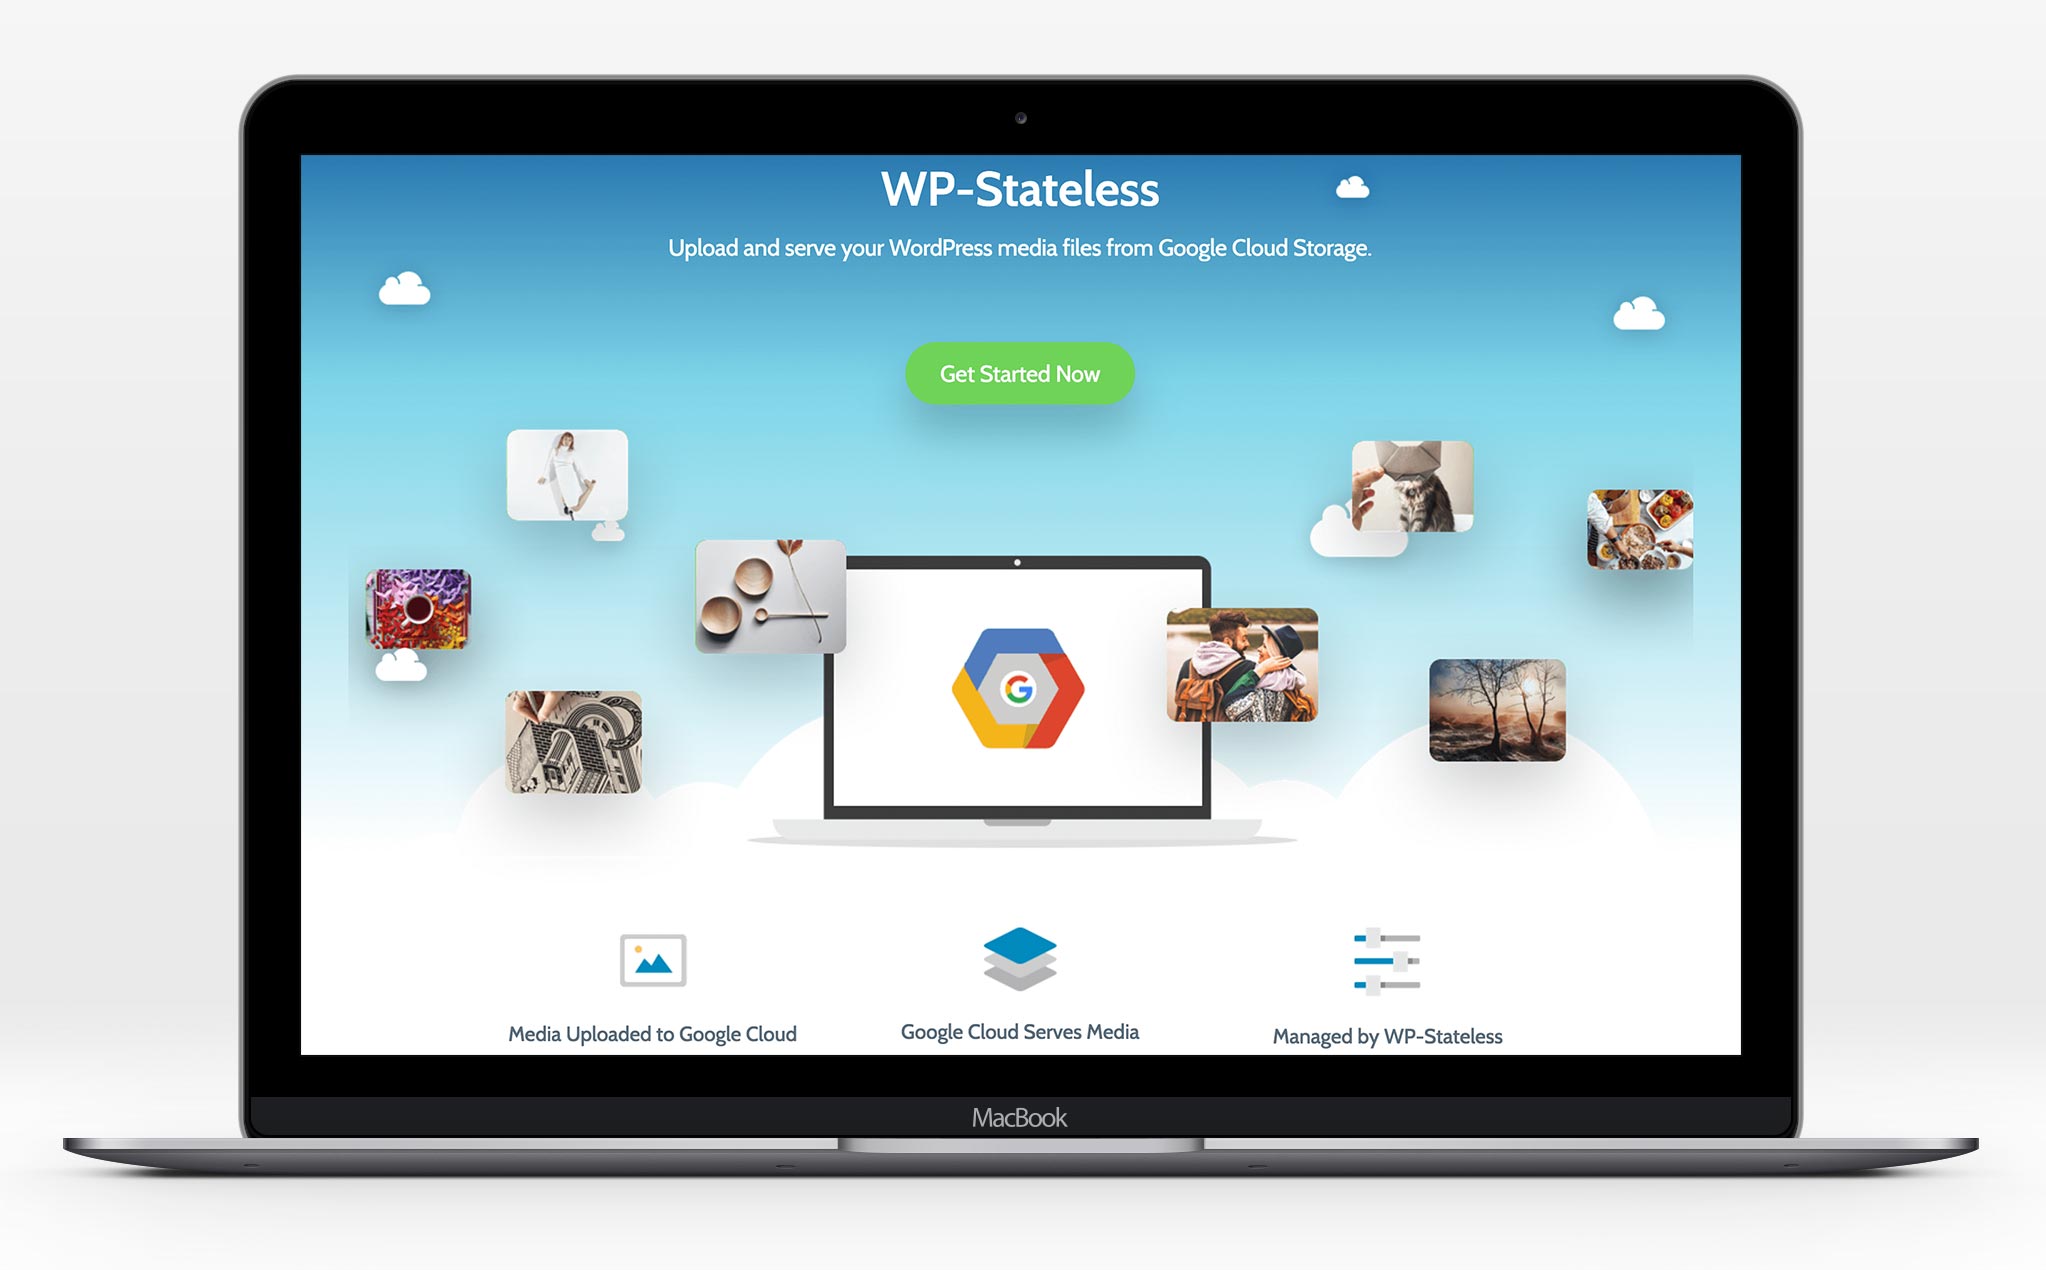 WP-Stateless
Upload and serve your WordPress media files from Google Cloud Storage.
Get Started Now
G
Media Uploaded to Google Cloud
Google Cloud Serves Media
Managed by WP-Stateless
MacBook